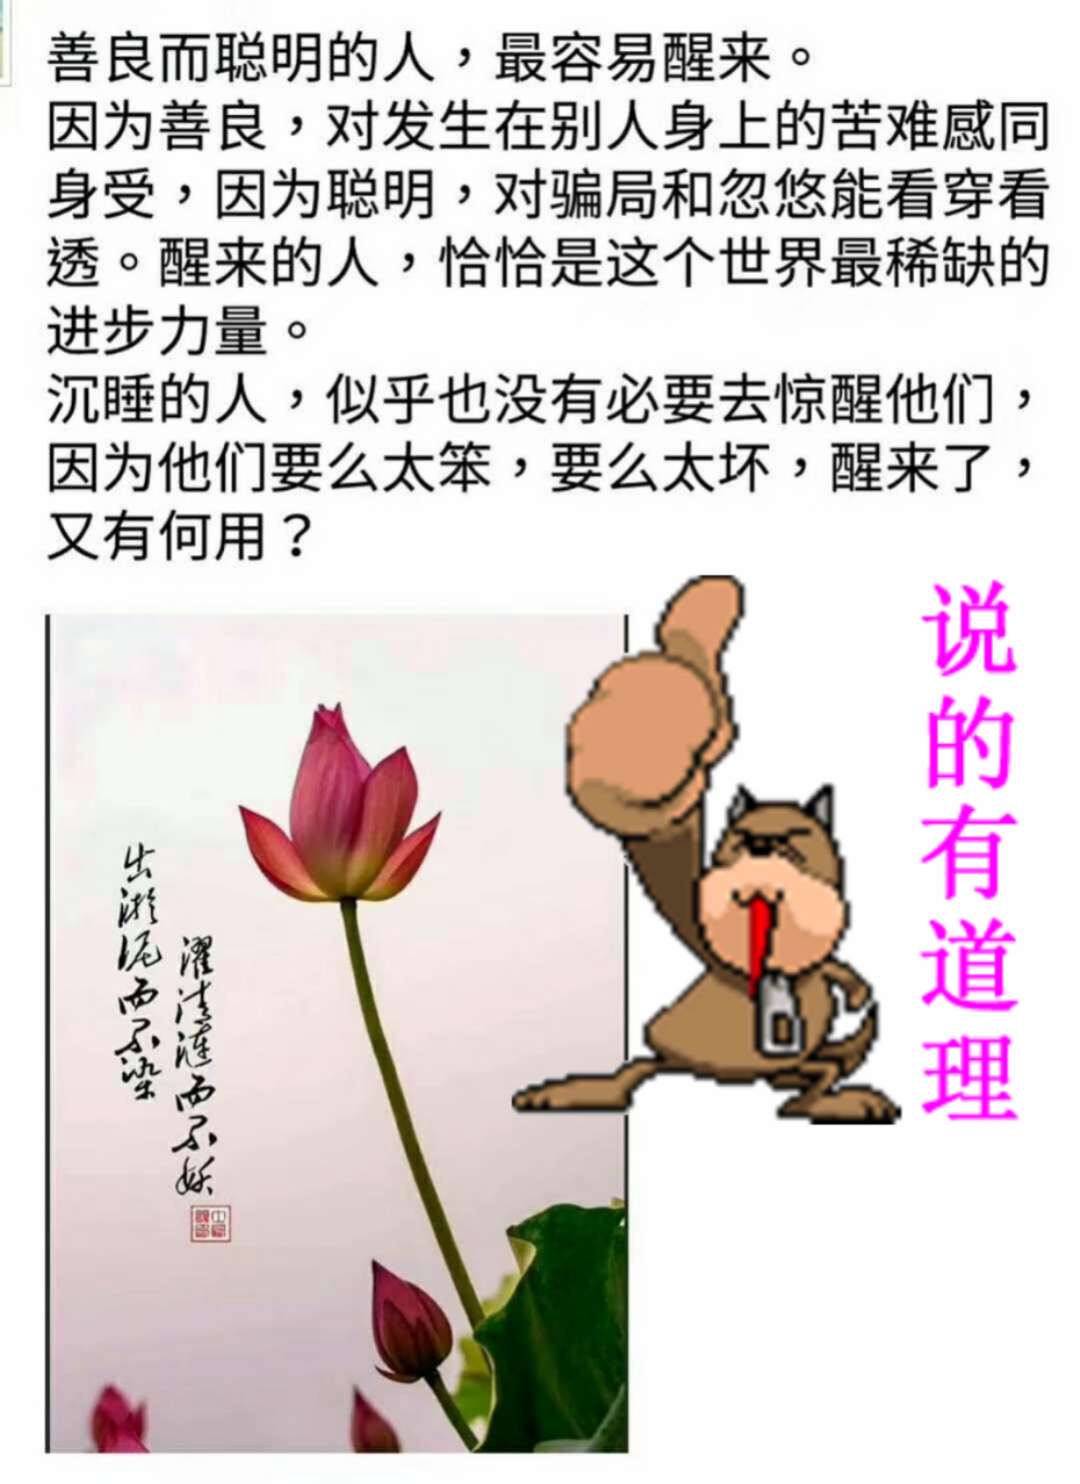 善良而聪明的人，最容易醒来。
因为善良，对发生在别人身上的苦难感同
身受，因为聪明，对骗局和忽悠能看穿看
透。醒来的人，恰恰是这个世界最稀缺的
进步力量。
沉睡的人，似乎也没有必要去惊醒他们，
因为他们要么太笨，要么太坏，醒来了，
又有何用？
说的有道理
出淤泥而不染
濯清涟而不妖